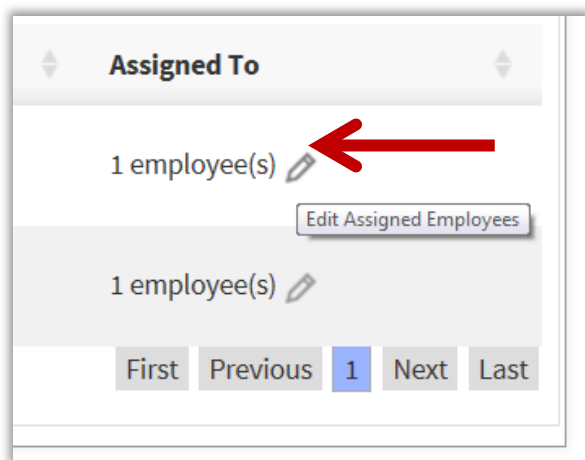 Assigned To
1 employee(s)
Edit Assigned Employees
1 employee(s)
First Previous 1 Next Last